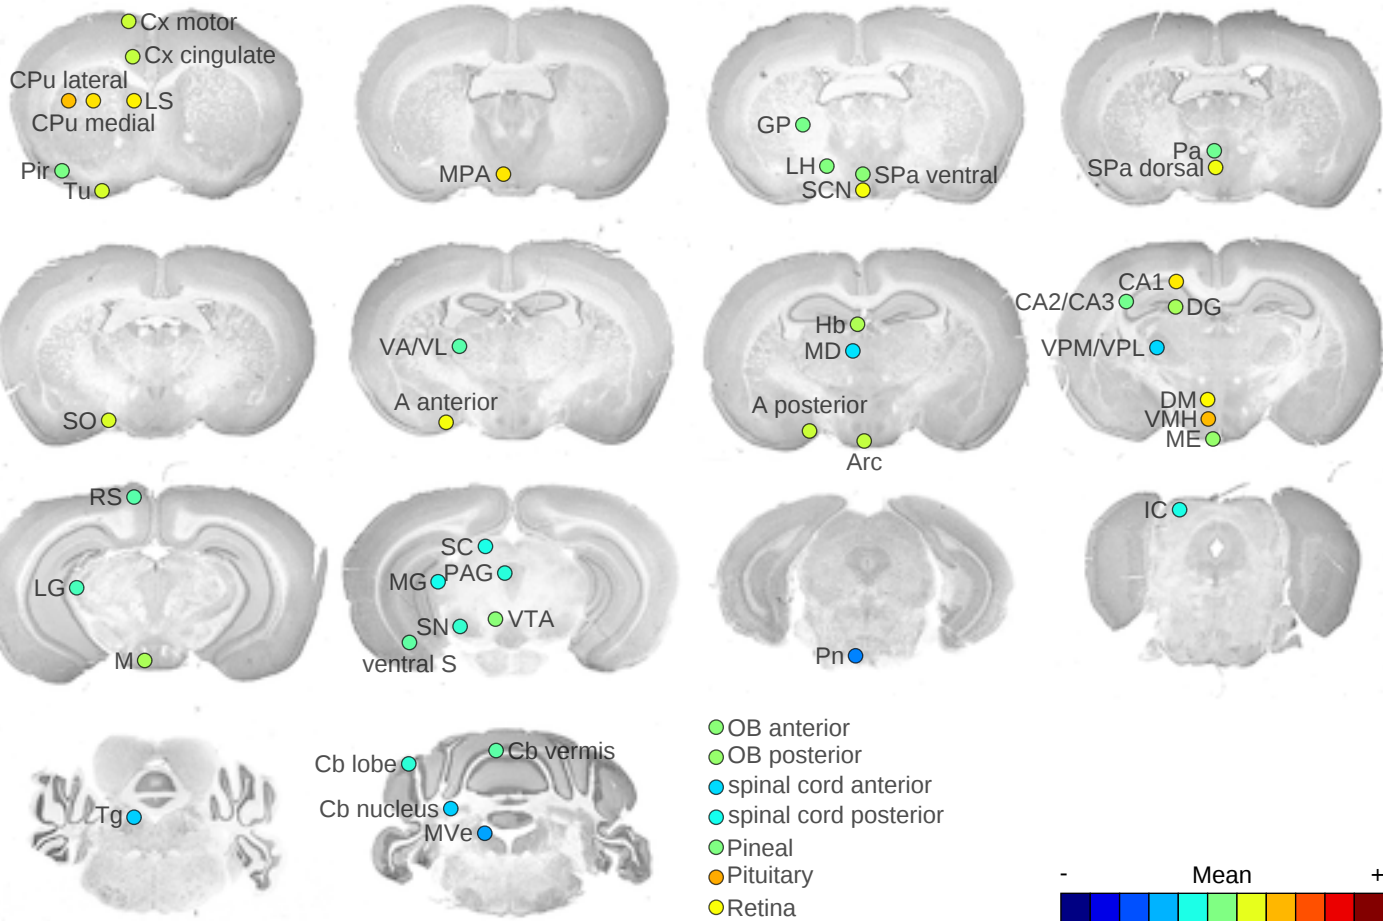 Cx motor
Cx cingulate
CPu lateral
LS
CPu medial
Pir
Tu
MPA
GP
LH
SPa ventral
SCN
Pa
SPa dorsal
SO
VA/VL
A anterior
Hb
MD
A posterior
Arc
CA1
CA2/CA3
DG
VPM/VPL
DM
VMH
ME
RS
LG
M
SC
PAG
MG
SN
VTA
ventral S
Pn
IC
Tg
Cb vermis
Cb lobe
Cb nucleus
MVe
OB anterior
OB posterior
spinal cord anterior
spinal cord posterior
Pineal
Pituitary
Retina
- Mean +